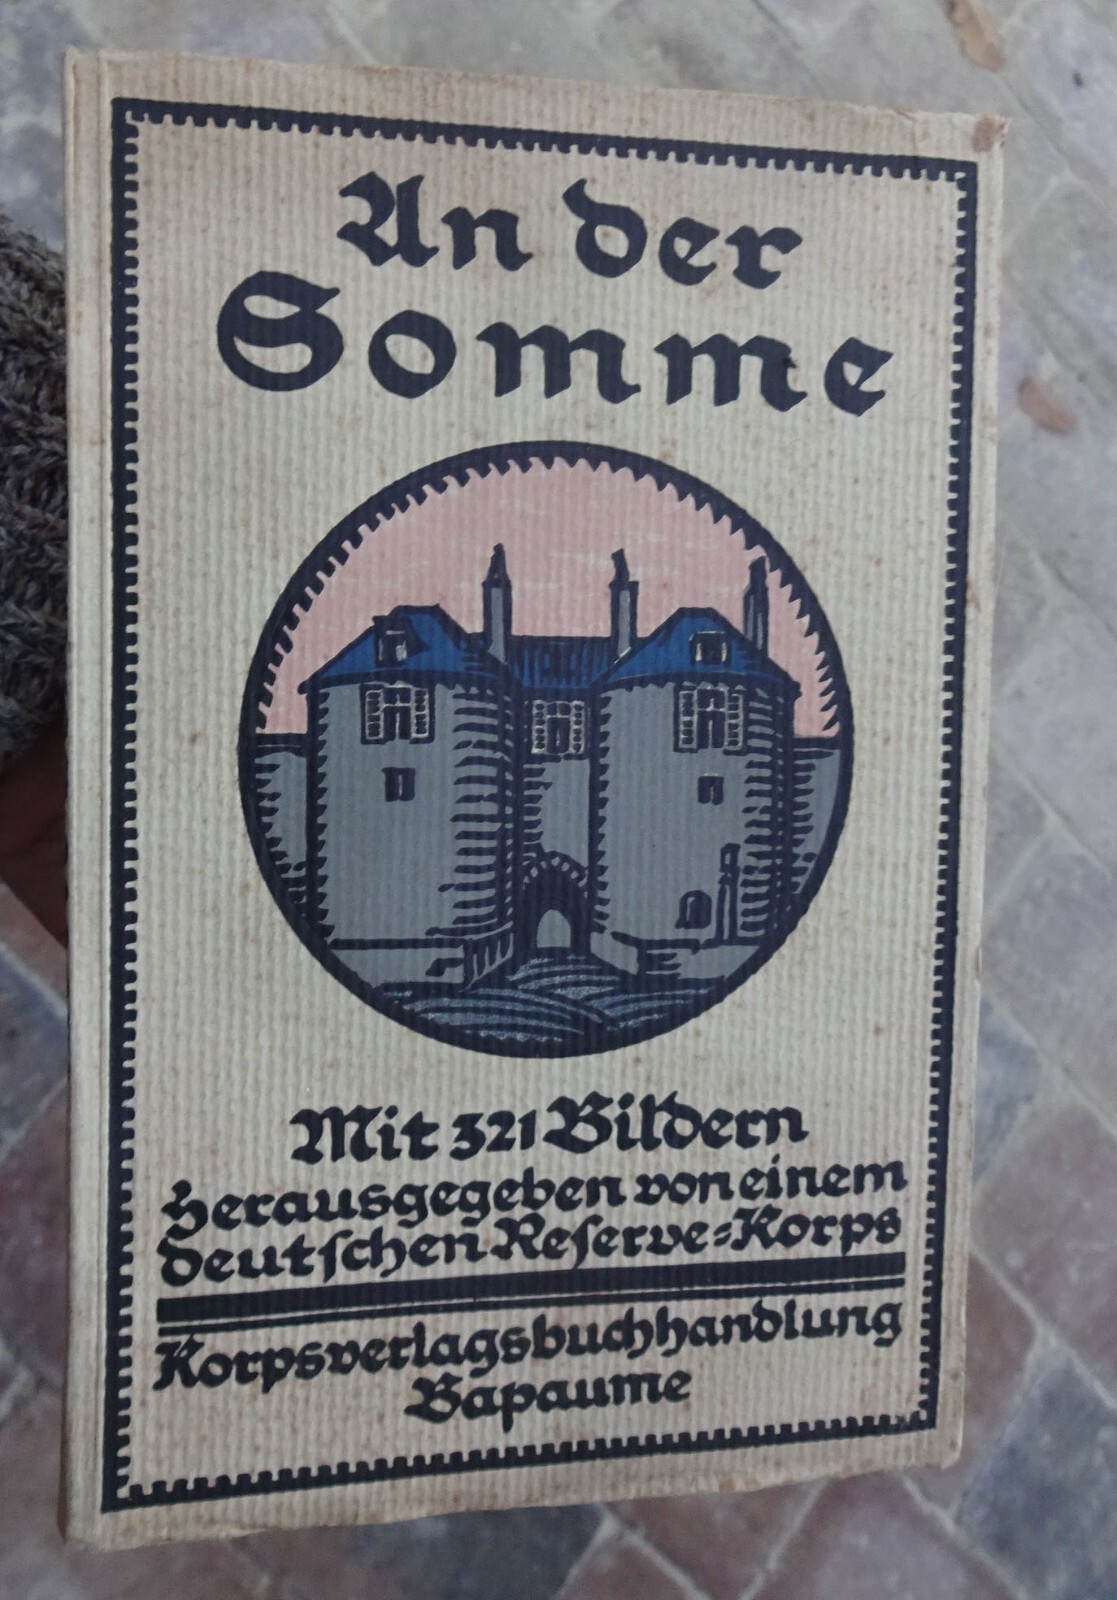 An der
Somme
Mit 321 Bildern
Herausgegeben von einem
deutſchen Reſerve=Korps
Korpsverlagsbuchhandlung
Bapaume